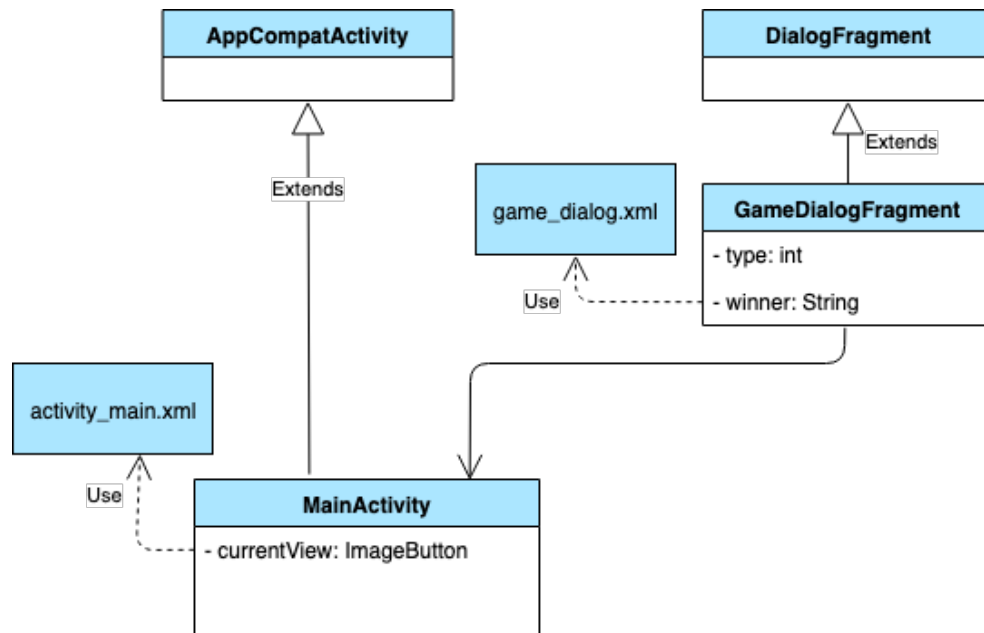 AppCompatActivity
DialogFragment
Extends
Extends
game_dialog.xml
GameDialogFragment
- type: int
Use
- winner: String
activity_main.xml
Use
MainActivity
- currentView: ImageButton